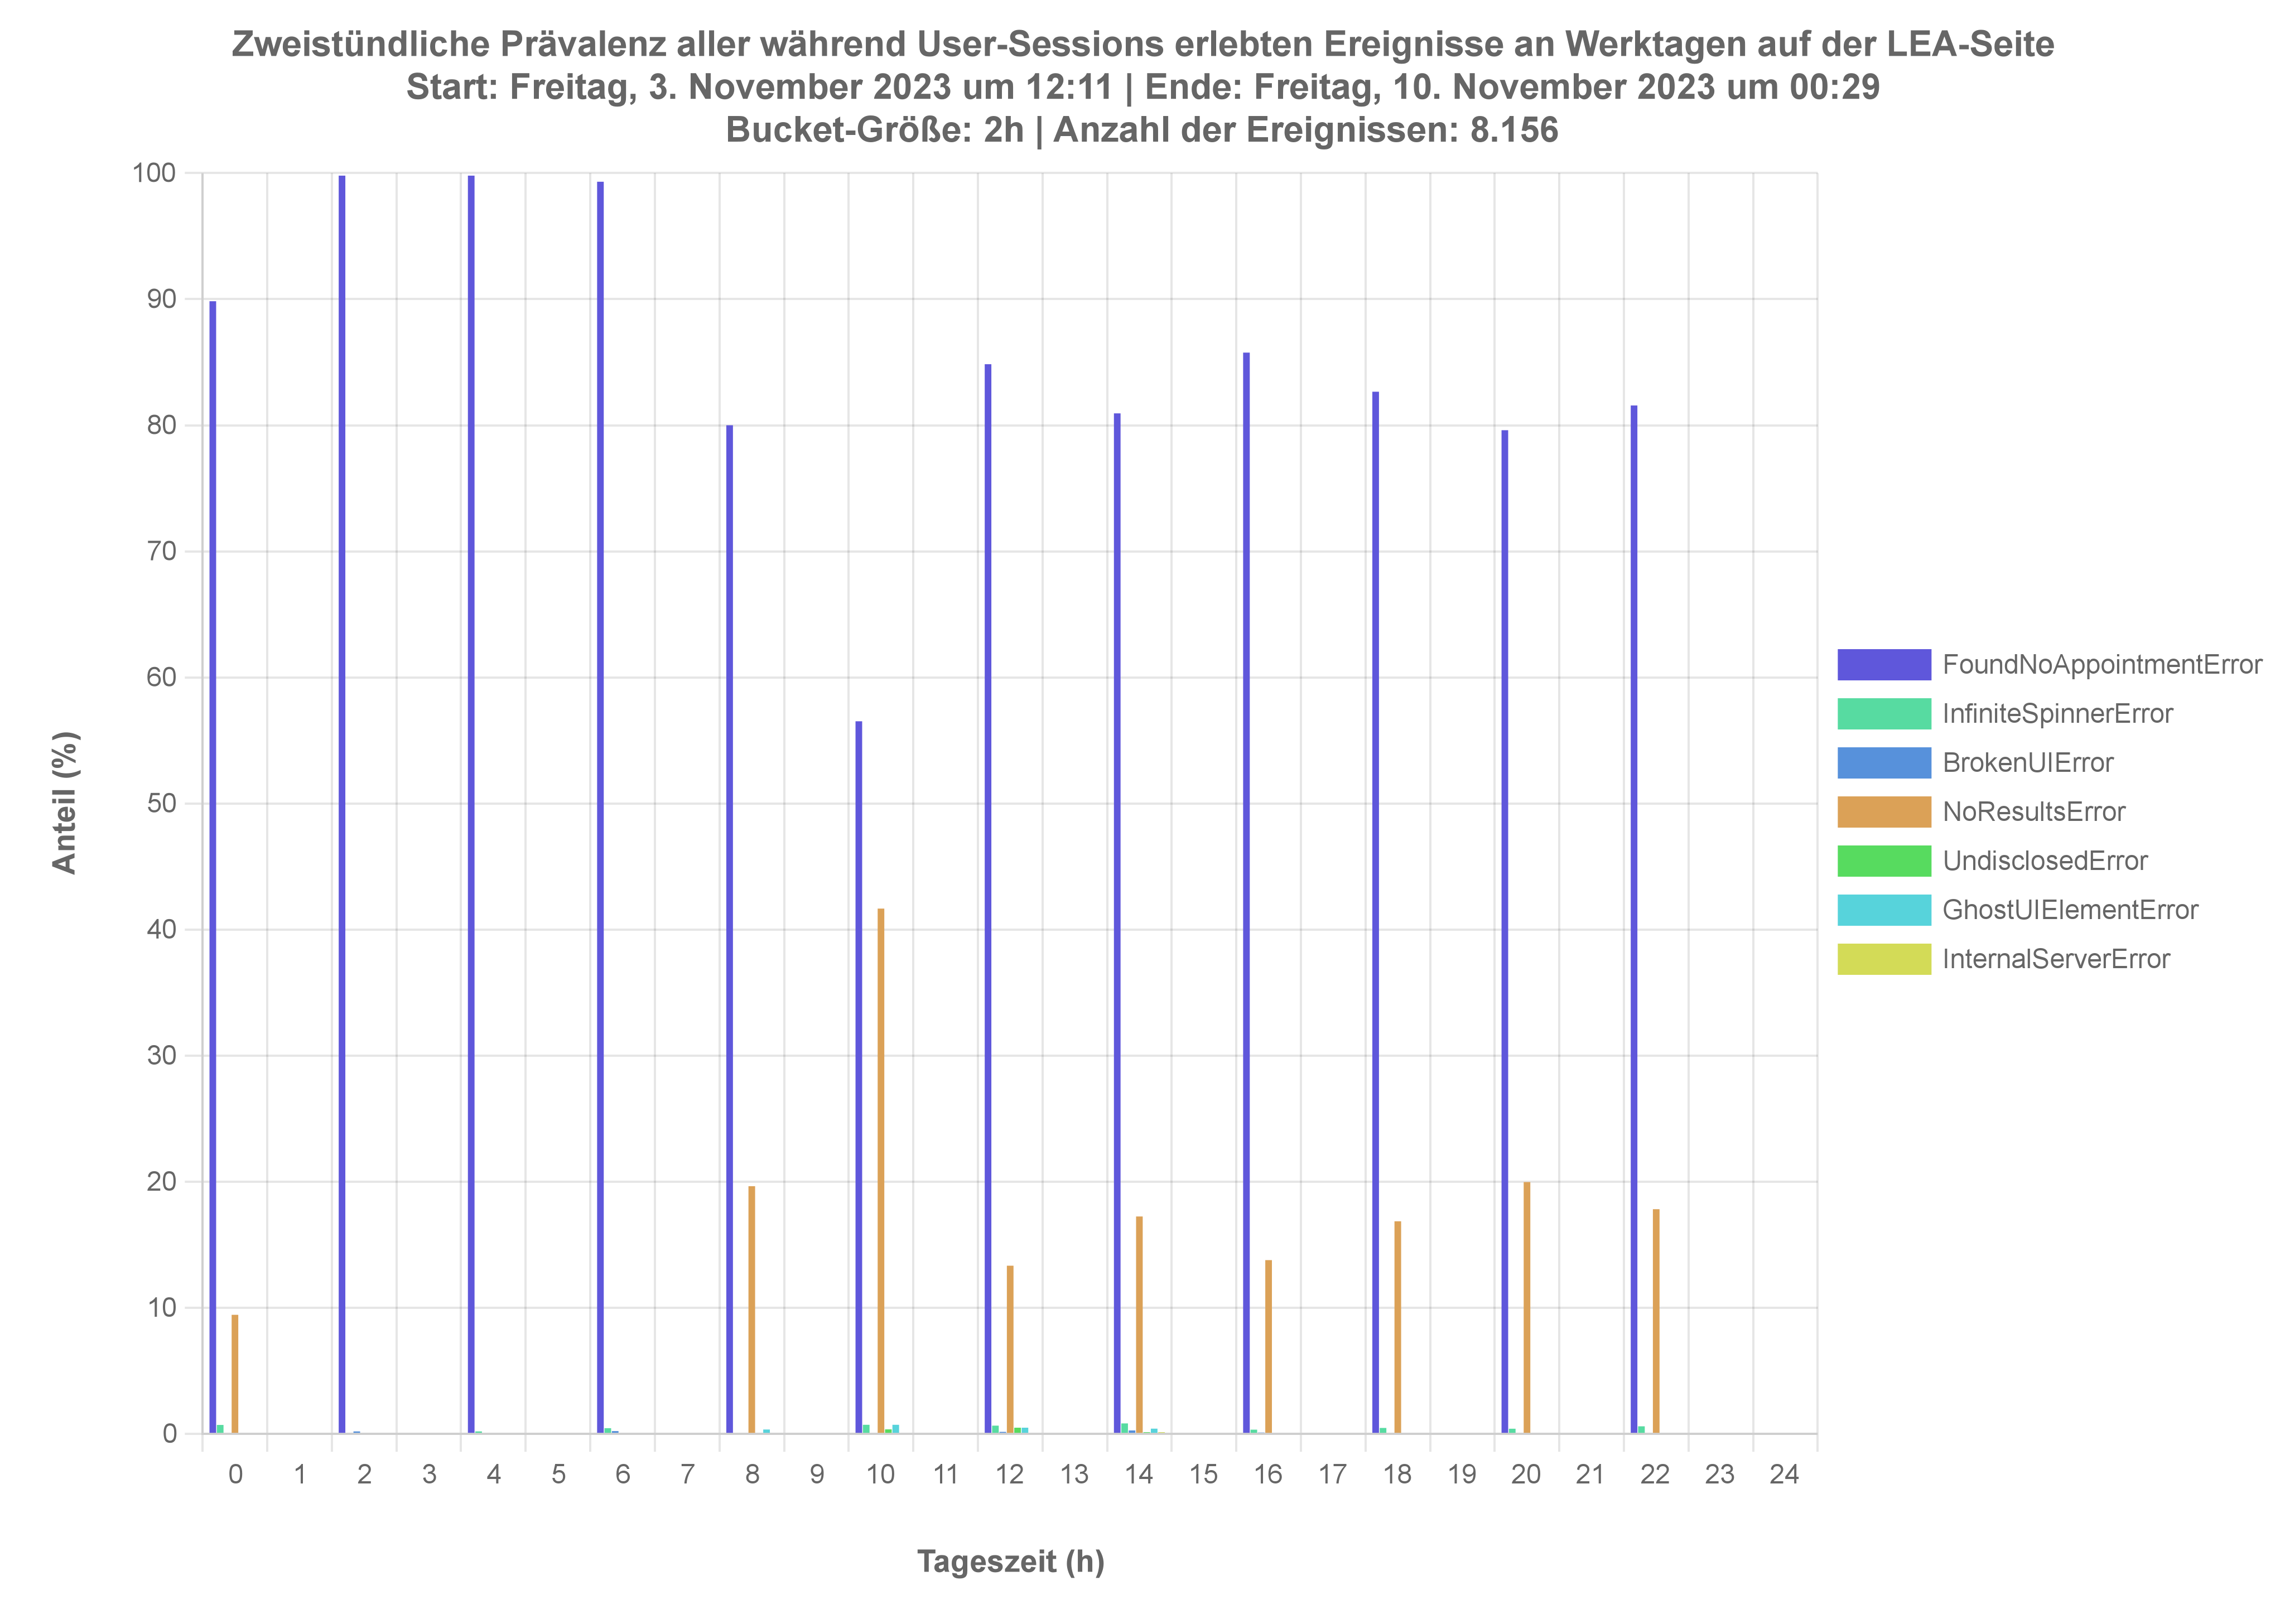 Zweistündliche Prävalenz aller während User-Sessions erlebten Ereignisse an Werktagen auf der LEA-Seite
Start: Freitag, 3. November 2023 um 12:11 | Ende: Freitag, 10. November 2023 um 00:29
Bucket-Größe: 2h | Anzahl der Ereignissen: 8.156
100
90
80
70
60
50
40
30
20
10
0
Anteil (%)
0 1 2 3 4 5 6 7 8 9 10 11 12 13 14 15 16 17 18 19 20 21 22 23 24
Tageszeit (h)
FoundNoAppointmentError
InfiniteSpinnerError
BrokenUIError
NoResultsError
UndisclosedError
GhostUIElementError
InternalServerError